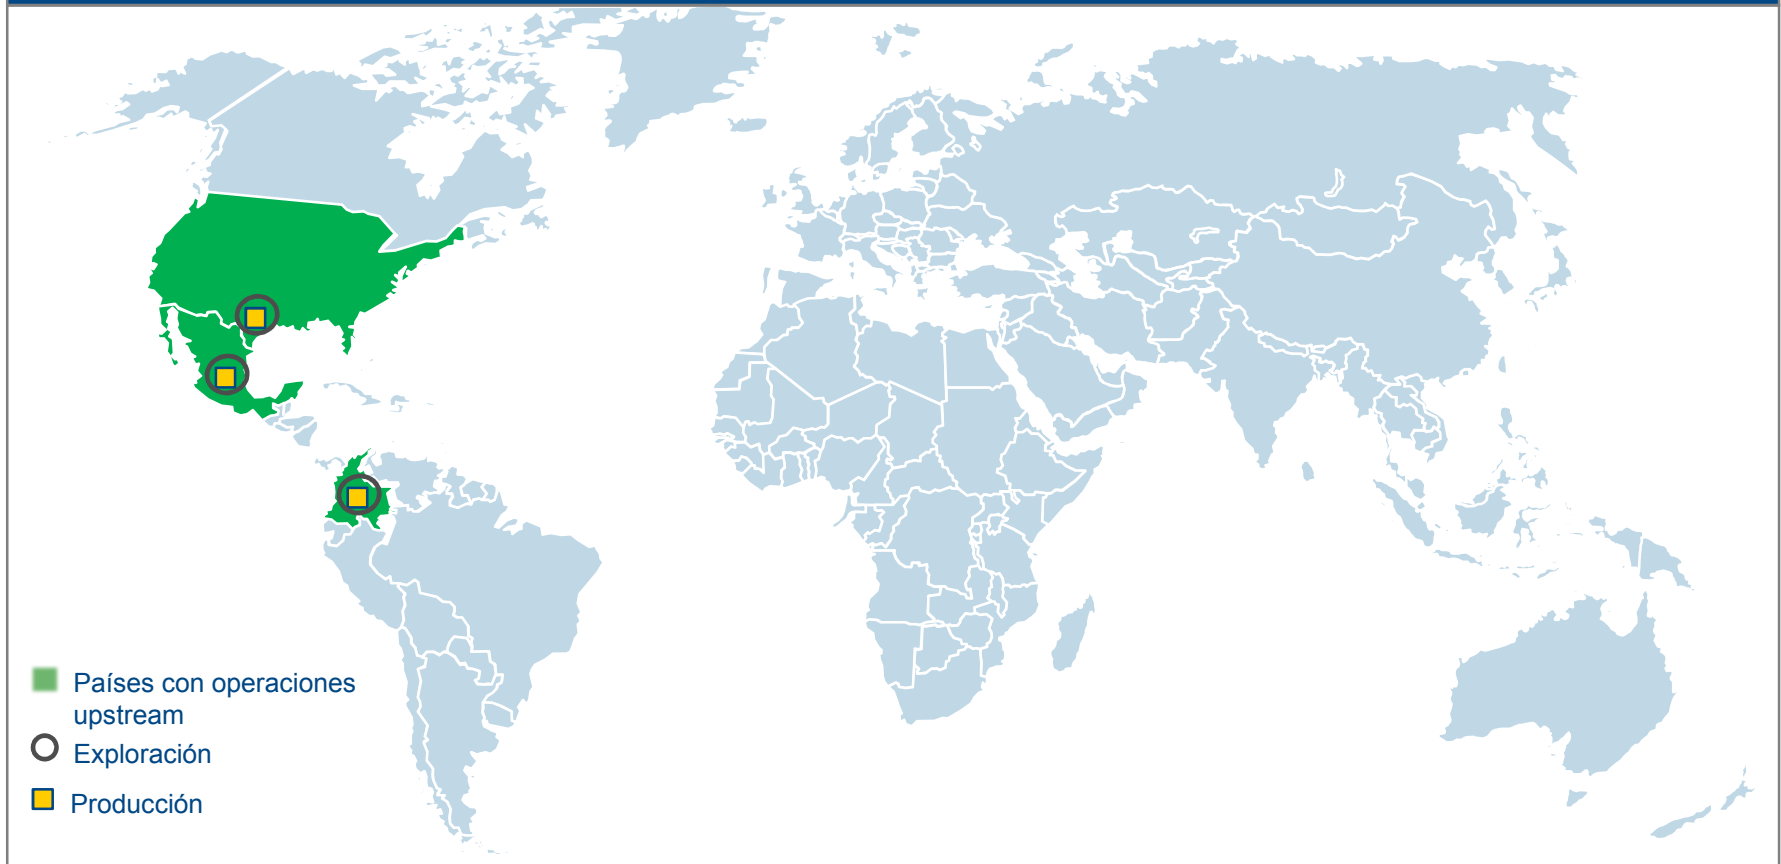 Países con operaciones
upstream
Exploración
Producción